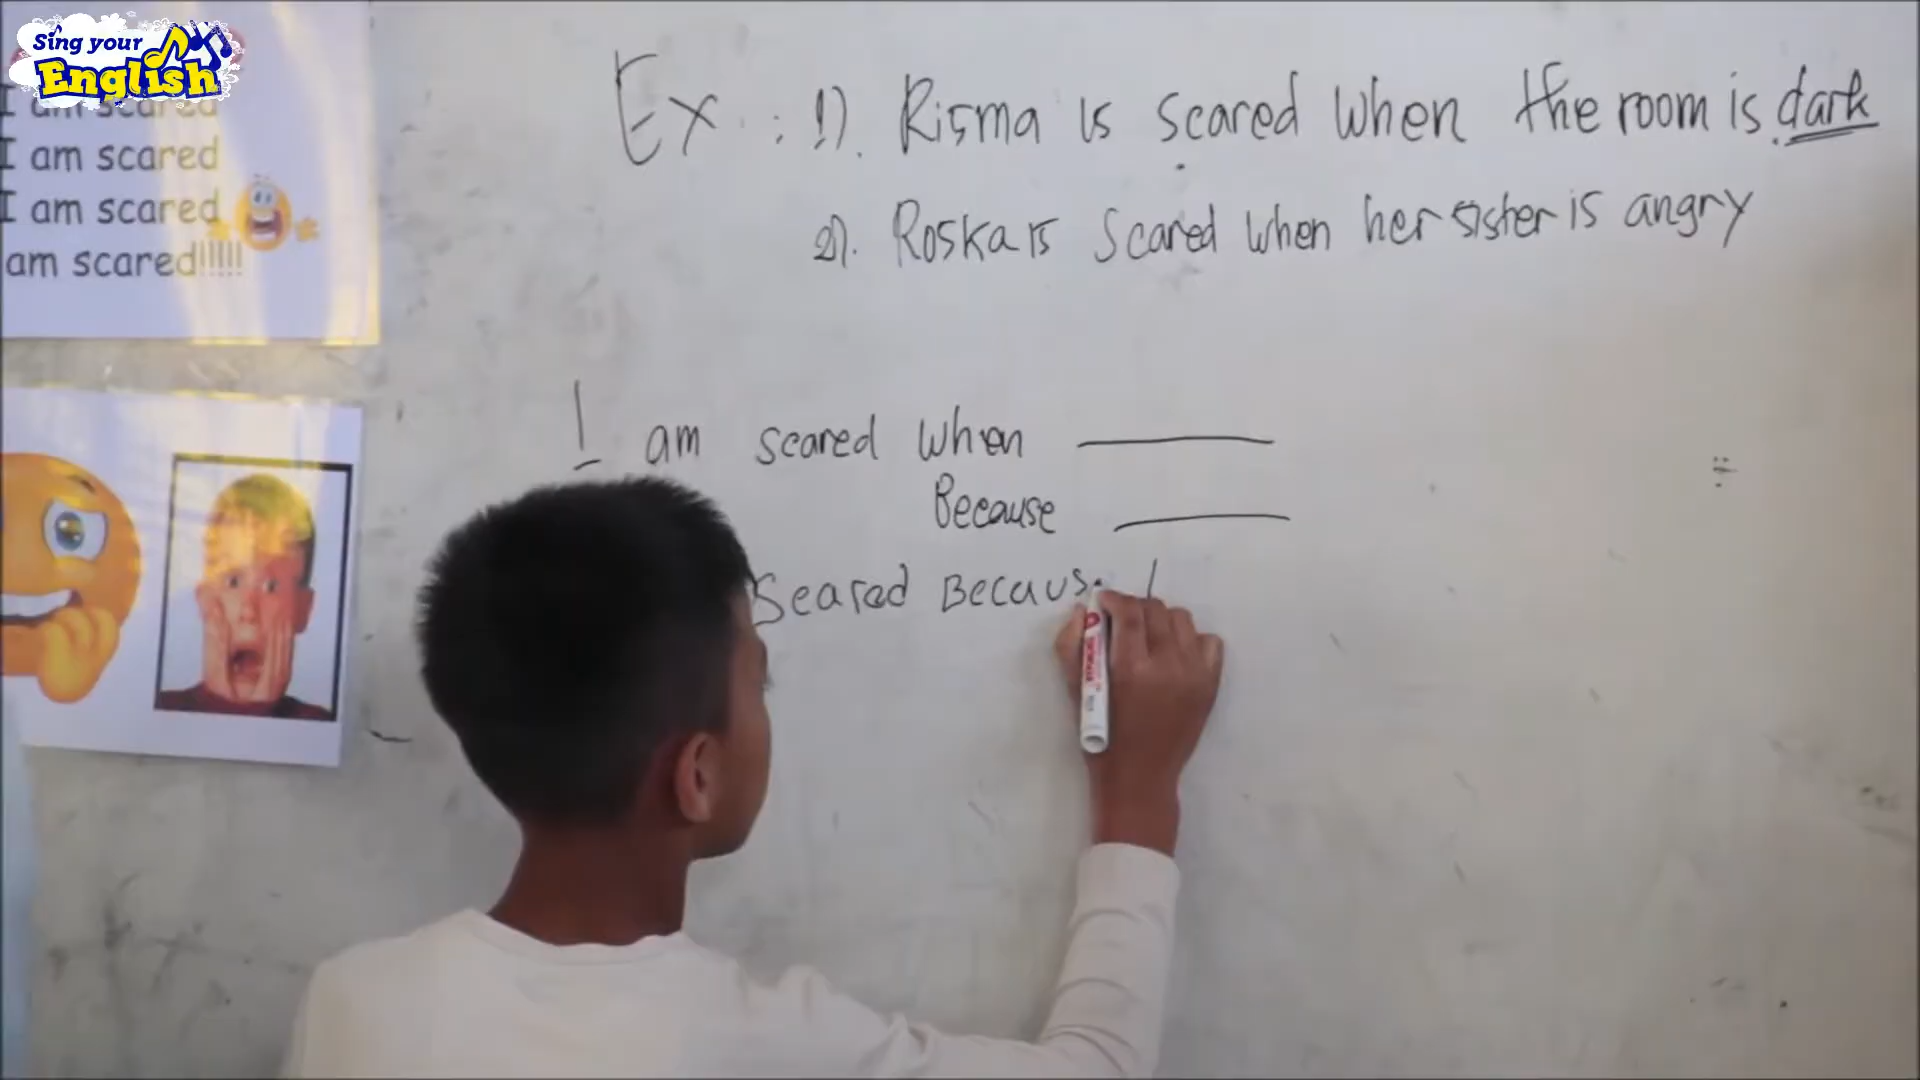 Sing your
English
I am scared
I am scared
I am scared
am scared!!!!!
Ex : 1). Risma is scared when the room is dark
2). Roska is scared when her sister is angry
I am scared when
Because
Scared Becaus I